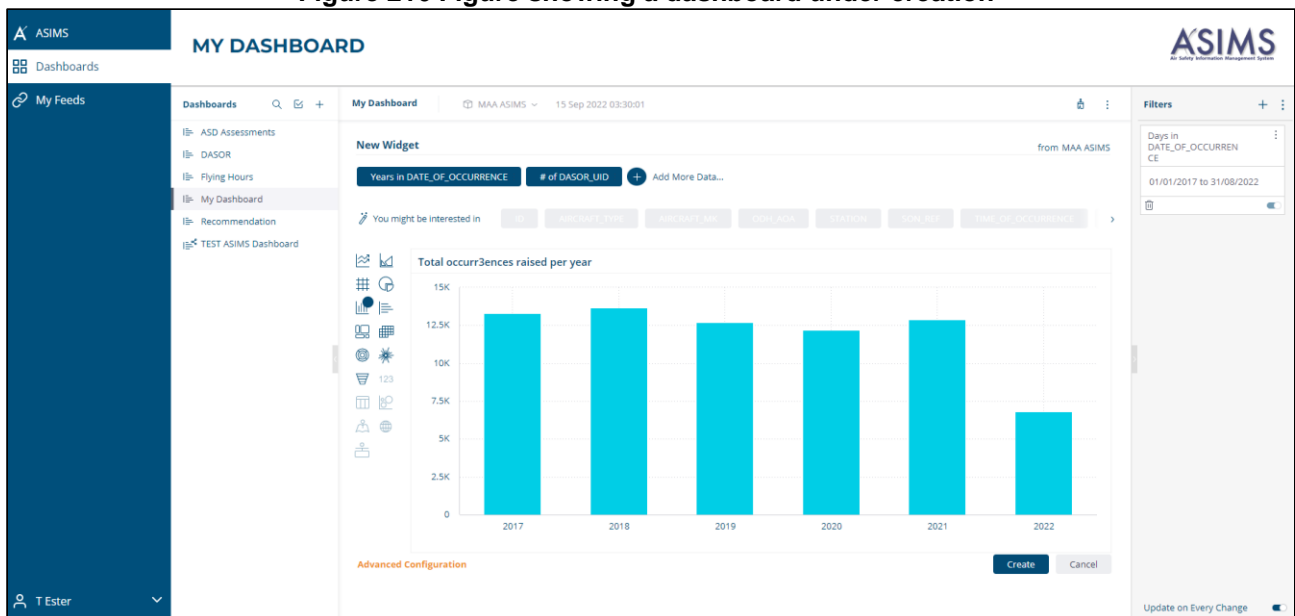 Figure 210 Figure showing a dashboard under creation
ASIMS
Dashboards
My Feeds
T Ester
MY DASHBOARD
ASIMS
Air Safety Information Management System
Dashboards
ASD Assessments
DASOR
Flying Hours
My Dashboard
Recommendation
TEST ASIMS Dashboard
My Dashboard
MAA ASIMS
15 Sep 2022 03:30:01
New Widget
from MAA ASIMS
Years in DATE_OF_OCCURRENCE
# of DASOR_UID
Add More Data...
You might be interested in
ID
AIRCRAFT_TYPE
AIRCRAFT_MK
ODH_AOA
STATION
SQN_REF
TIME_OF_OCCURRENCE
123
Total occurr3ences raised per year
15K
12.5K
10K
7.5K
5K
2.5K
0
2017 2018 2019 2020 2021 2022
Advanced Configuration
Create
Cancel
Filters
Days in
DATE_OF_OCCURREN
CE
01/01/2017 to 31/08/2022
Update on Every Change